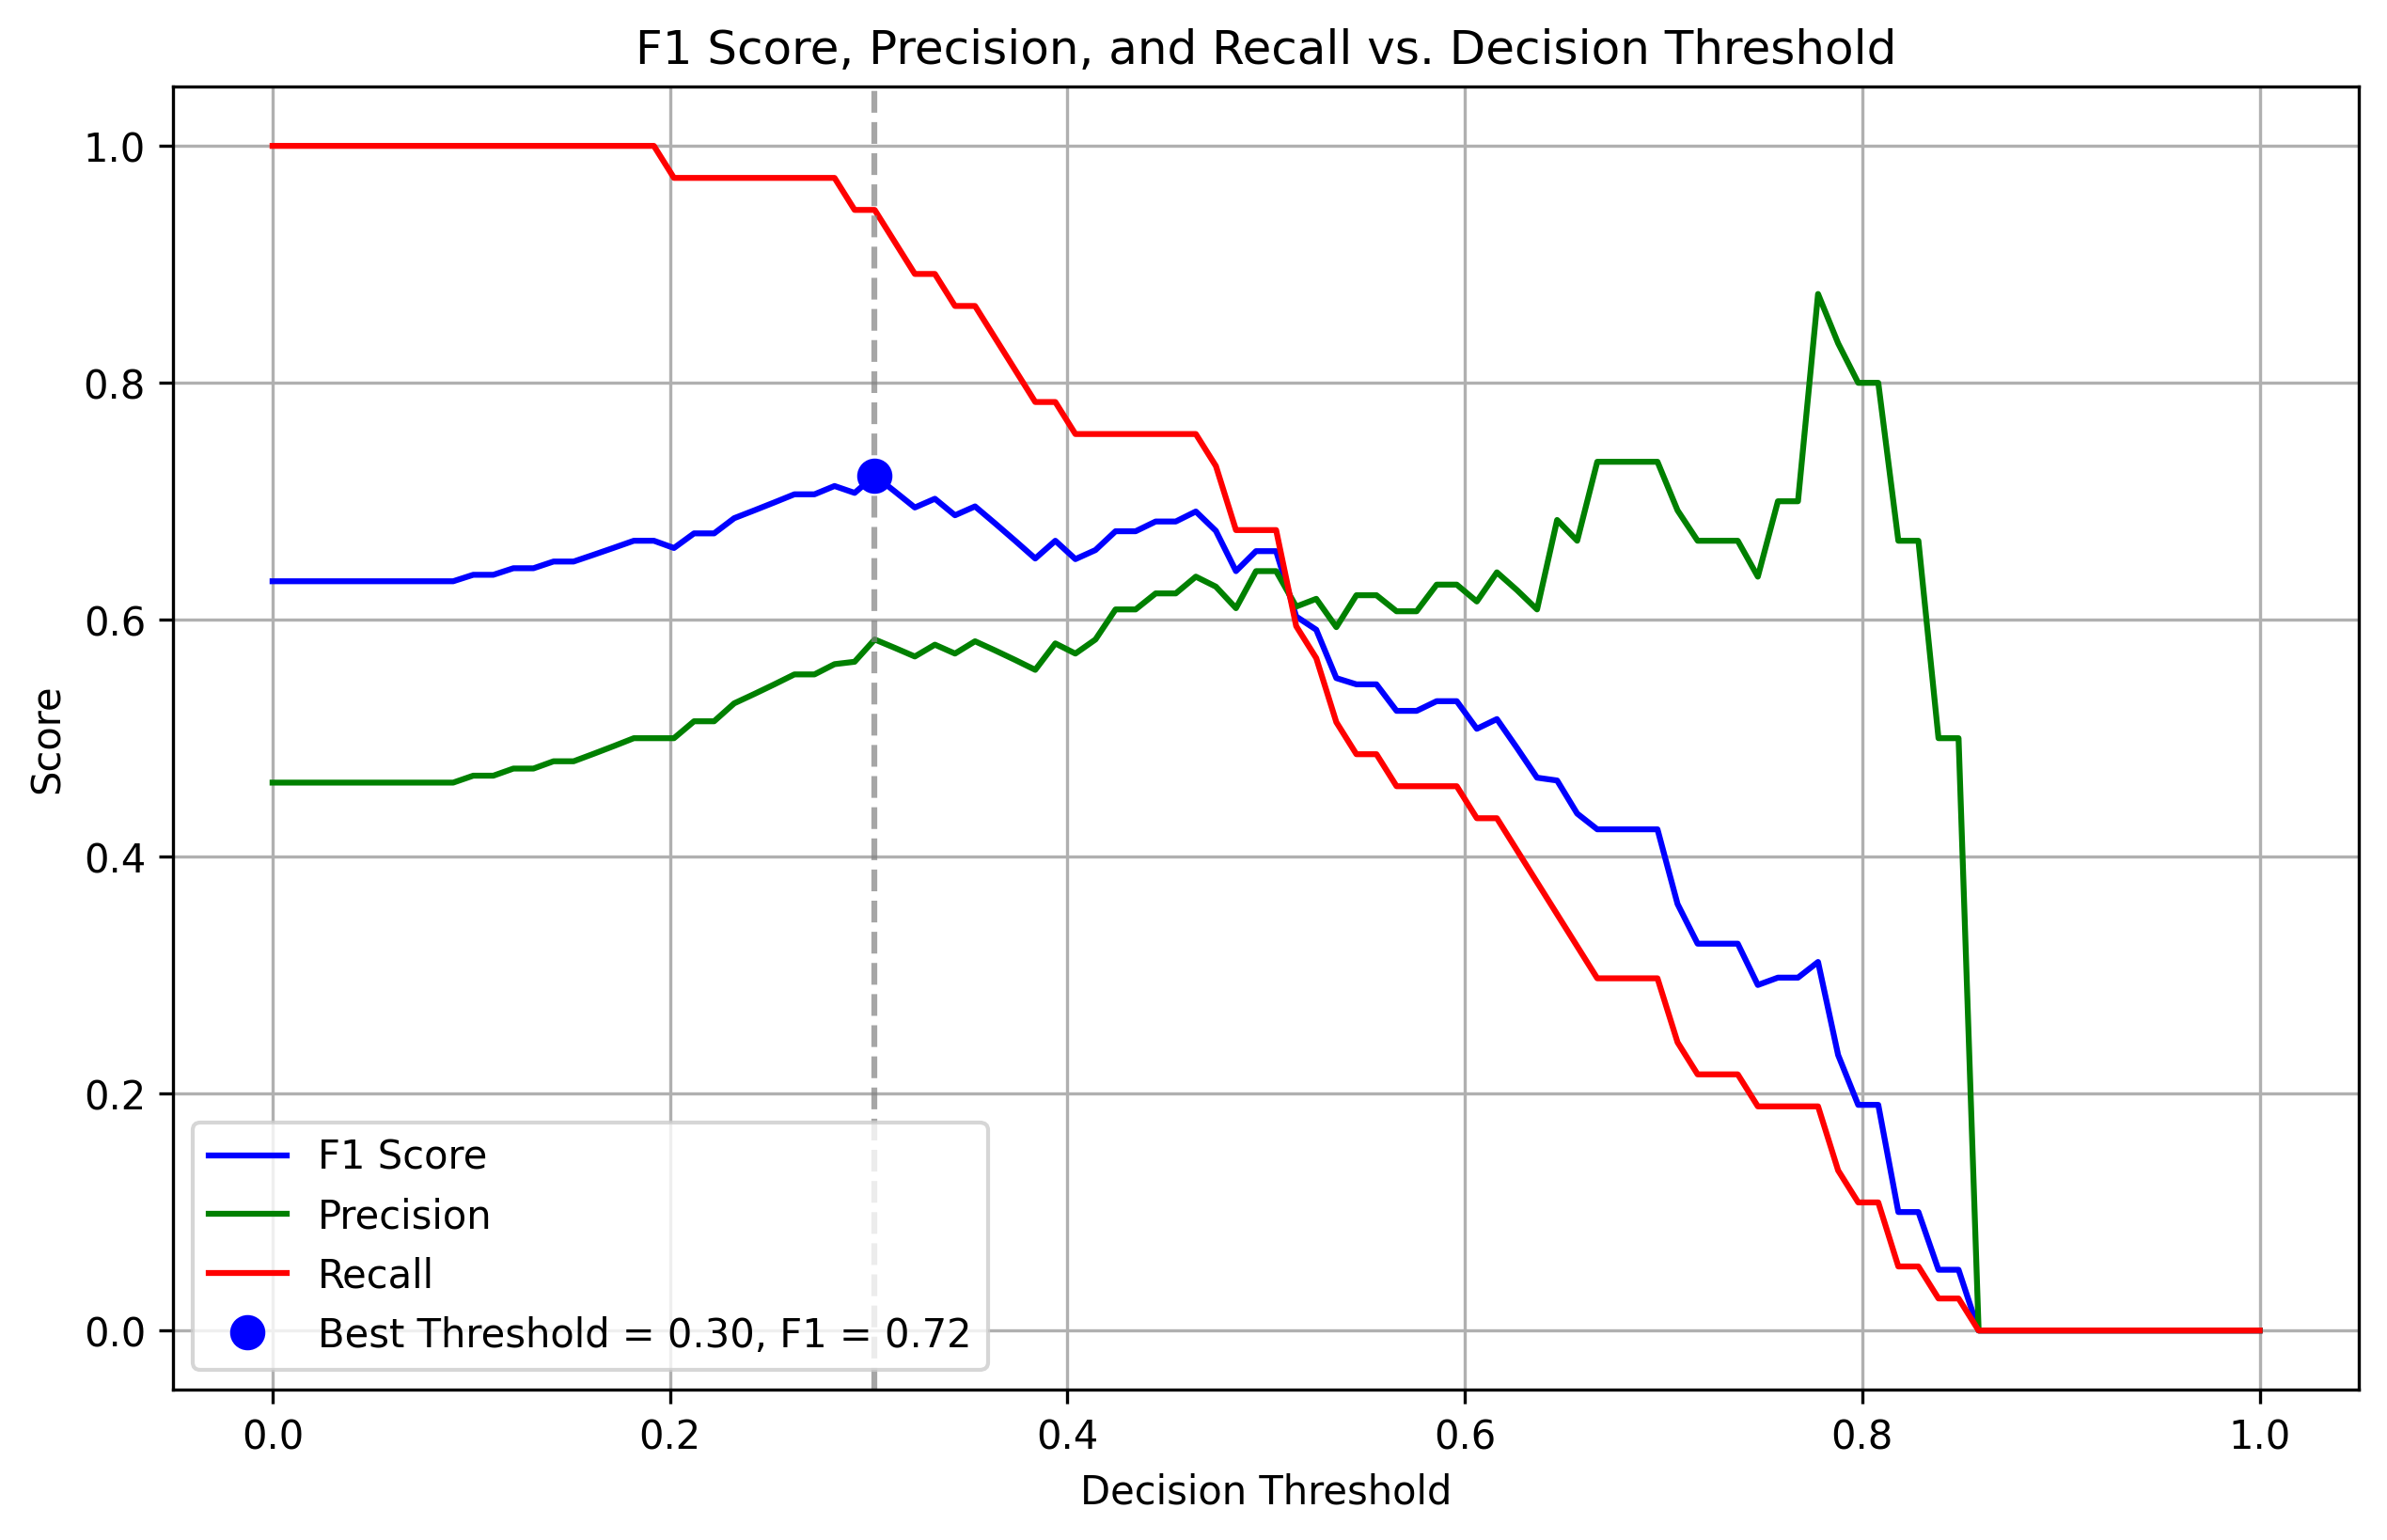 F1 Score, Precision, and Recall vs. Decision Threshold
1.0
0.8
0.6
0.4
0.2
0.0
Score
F1 Score
Precision
Recall
Best Threshold = 0.30, F1 = 0.72
0.0 0.2 0.4 0.6 0.8 1.0
Decision Threshold